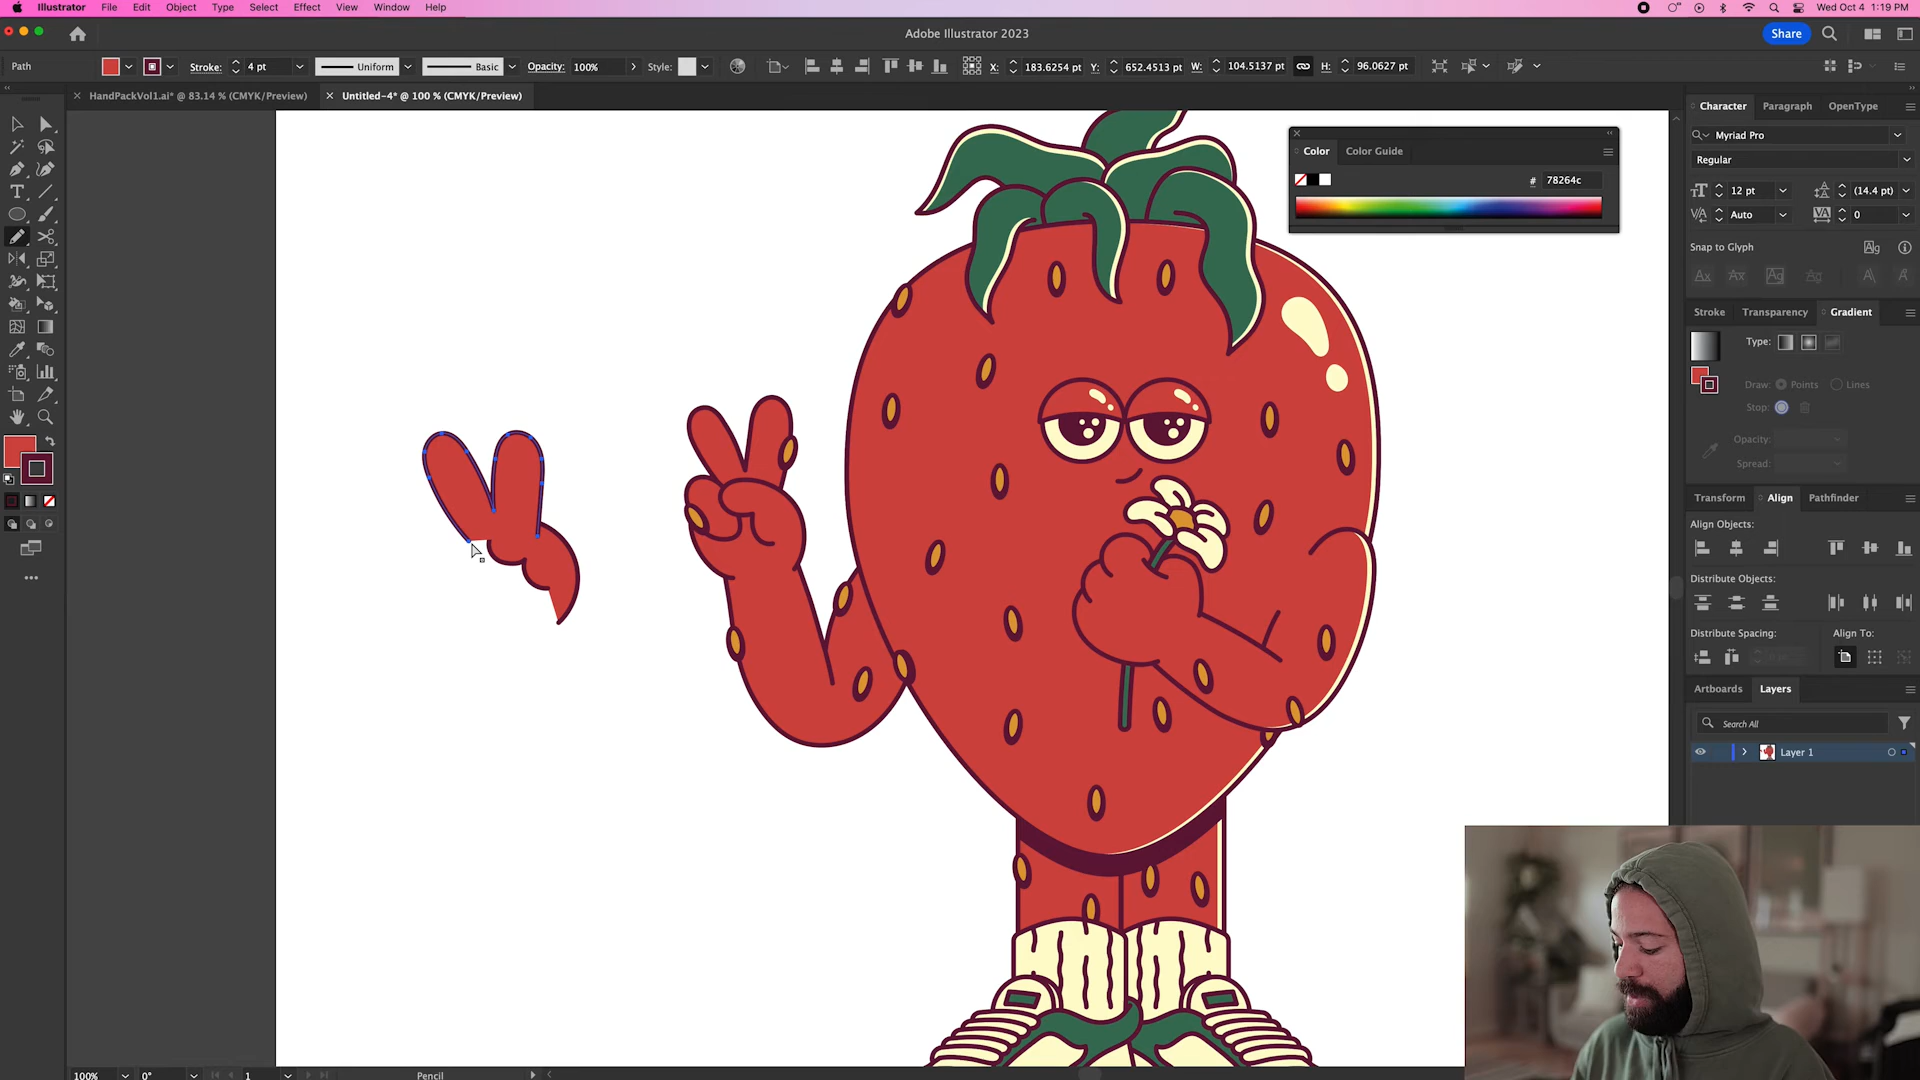 Illustrator File Edit Object Type Select Effect View Window Help Wed Oct 4 1:19 PM
Adobe Illustrator 2023 Share
Path Stroke: 4 pt Uniform Basic Opacity: 100% Style: X: 183.6254 pt Y: 652.4513 pt W: 104.5137 pt H: 96.0627 pt
HandPackVol1.ai* @ 83.14 % (CMYK/Preview) Untitled-4* @ 100 % (CMYK/Preview)
Character Paragraph OpenType
Myriad Pro
Regular
12 pt (14.4 pt)
Auto 0
Snap to Glyph
Color Color Guide
# 78264c
Stroke Transparency Gradient
Type:
Draw: Points Lines
Stop:
Opacity:
Spread:
Transform Align Pathfinder
Align Objects:
Distribute Objects:
Distribute Spacing: Align To:
Artboards Layers
Search All
Layer 1
100% 0° 1 Pencil